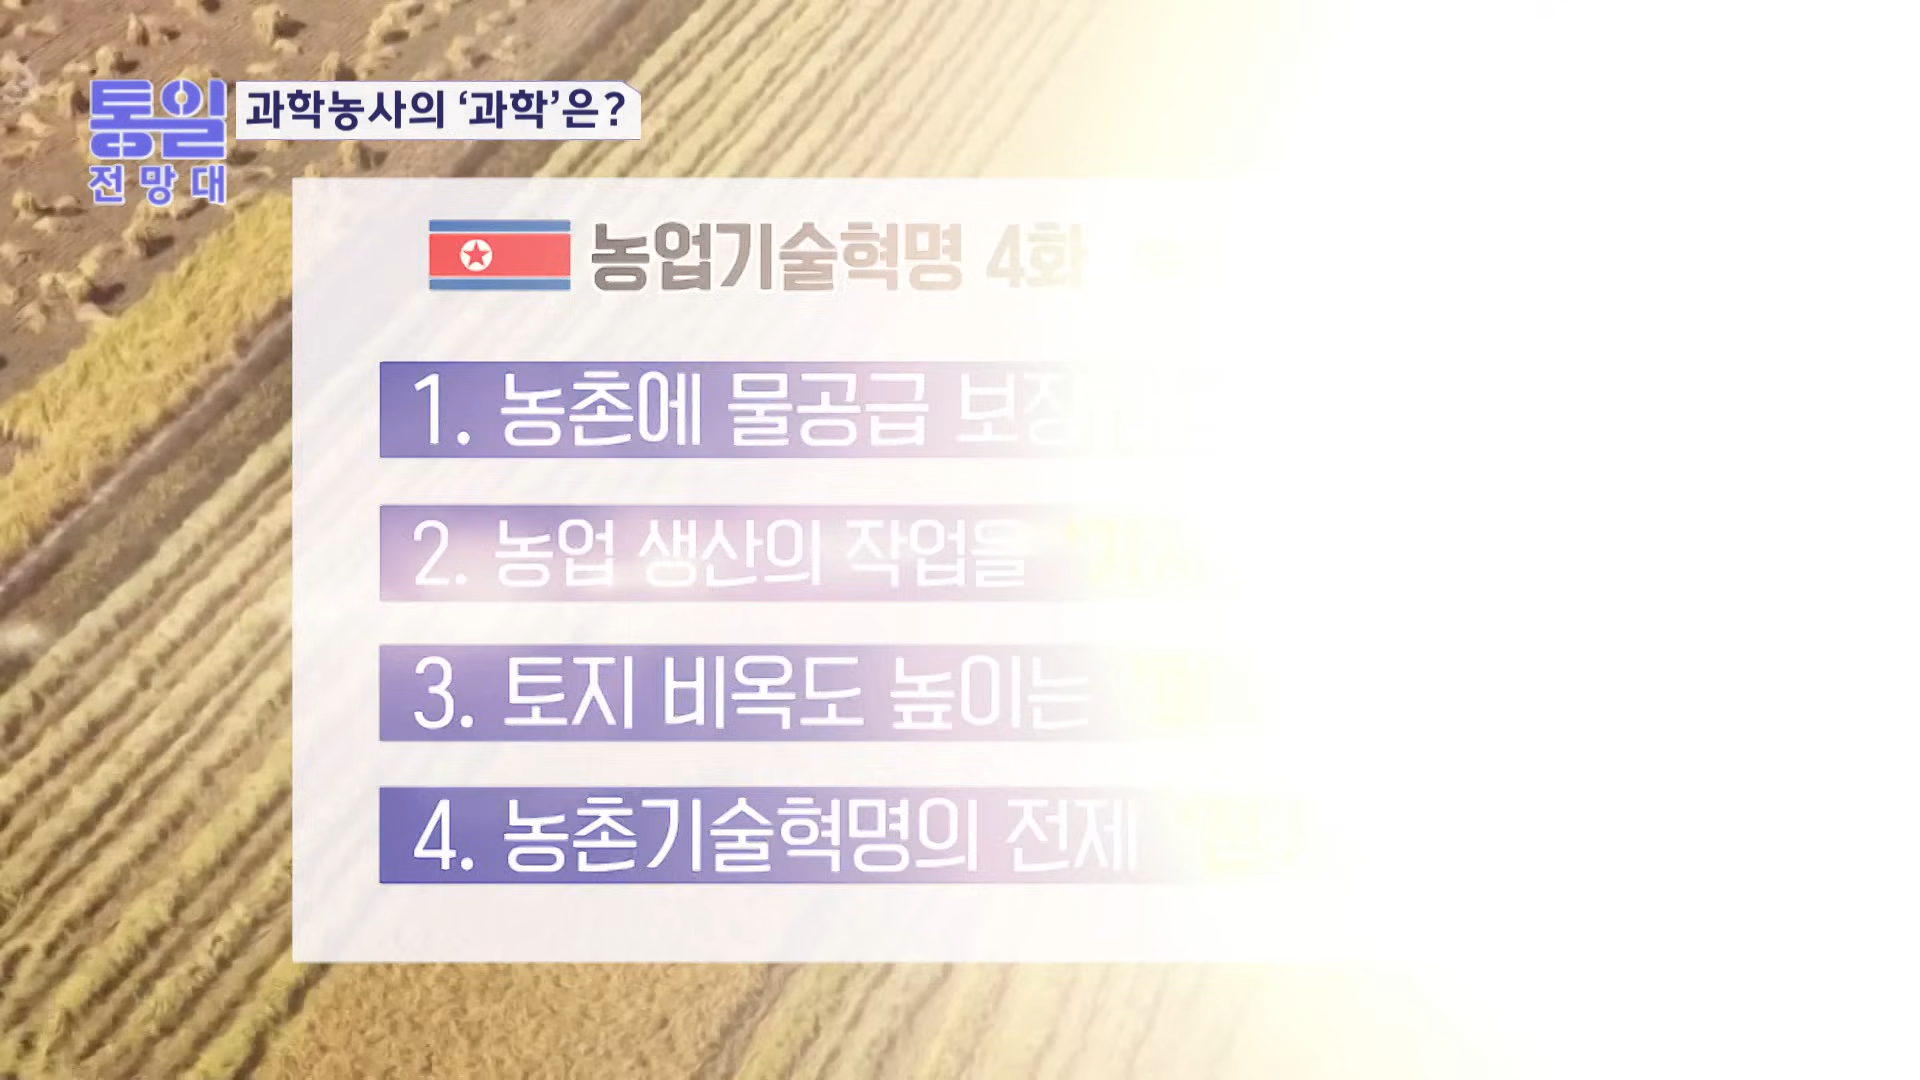 통일
전망대
과학농사의 ‘과학’은?
농업기술혁명 4화
1. 농촌에 물공급 보장
2. 농업 생산의 작업을
3. 토지 비옥도 높이는
4. 농촌기술혁명의 전제